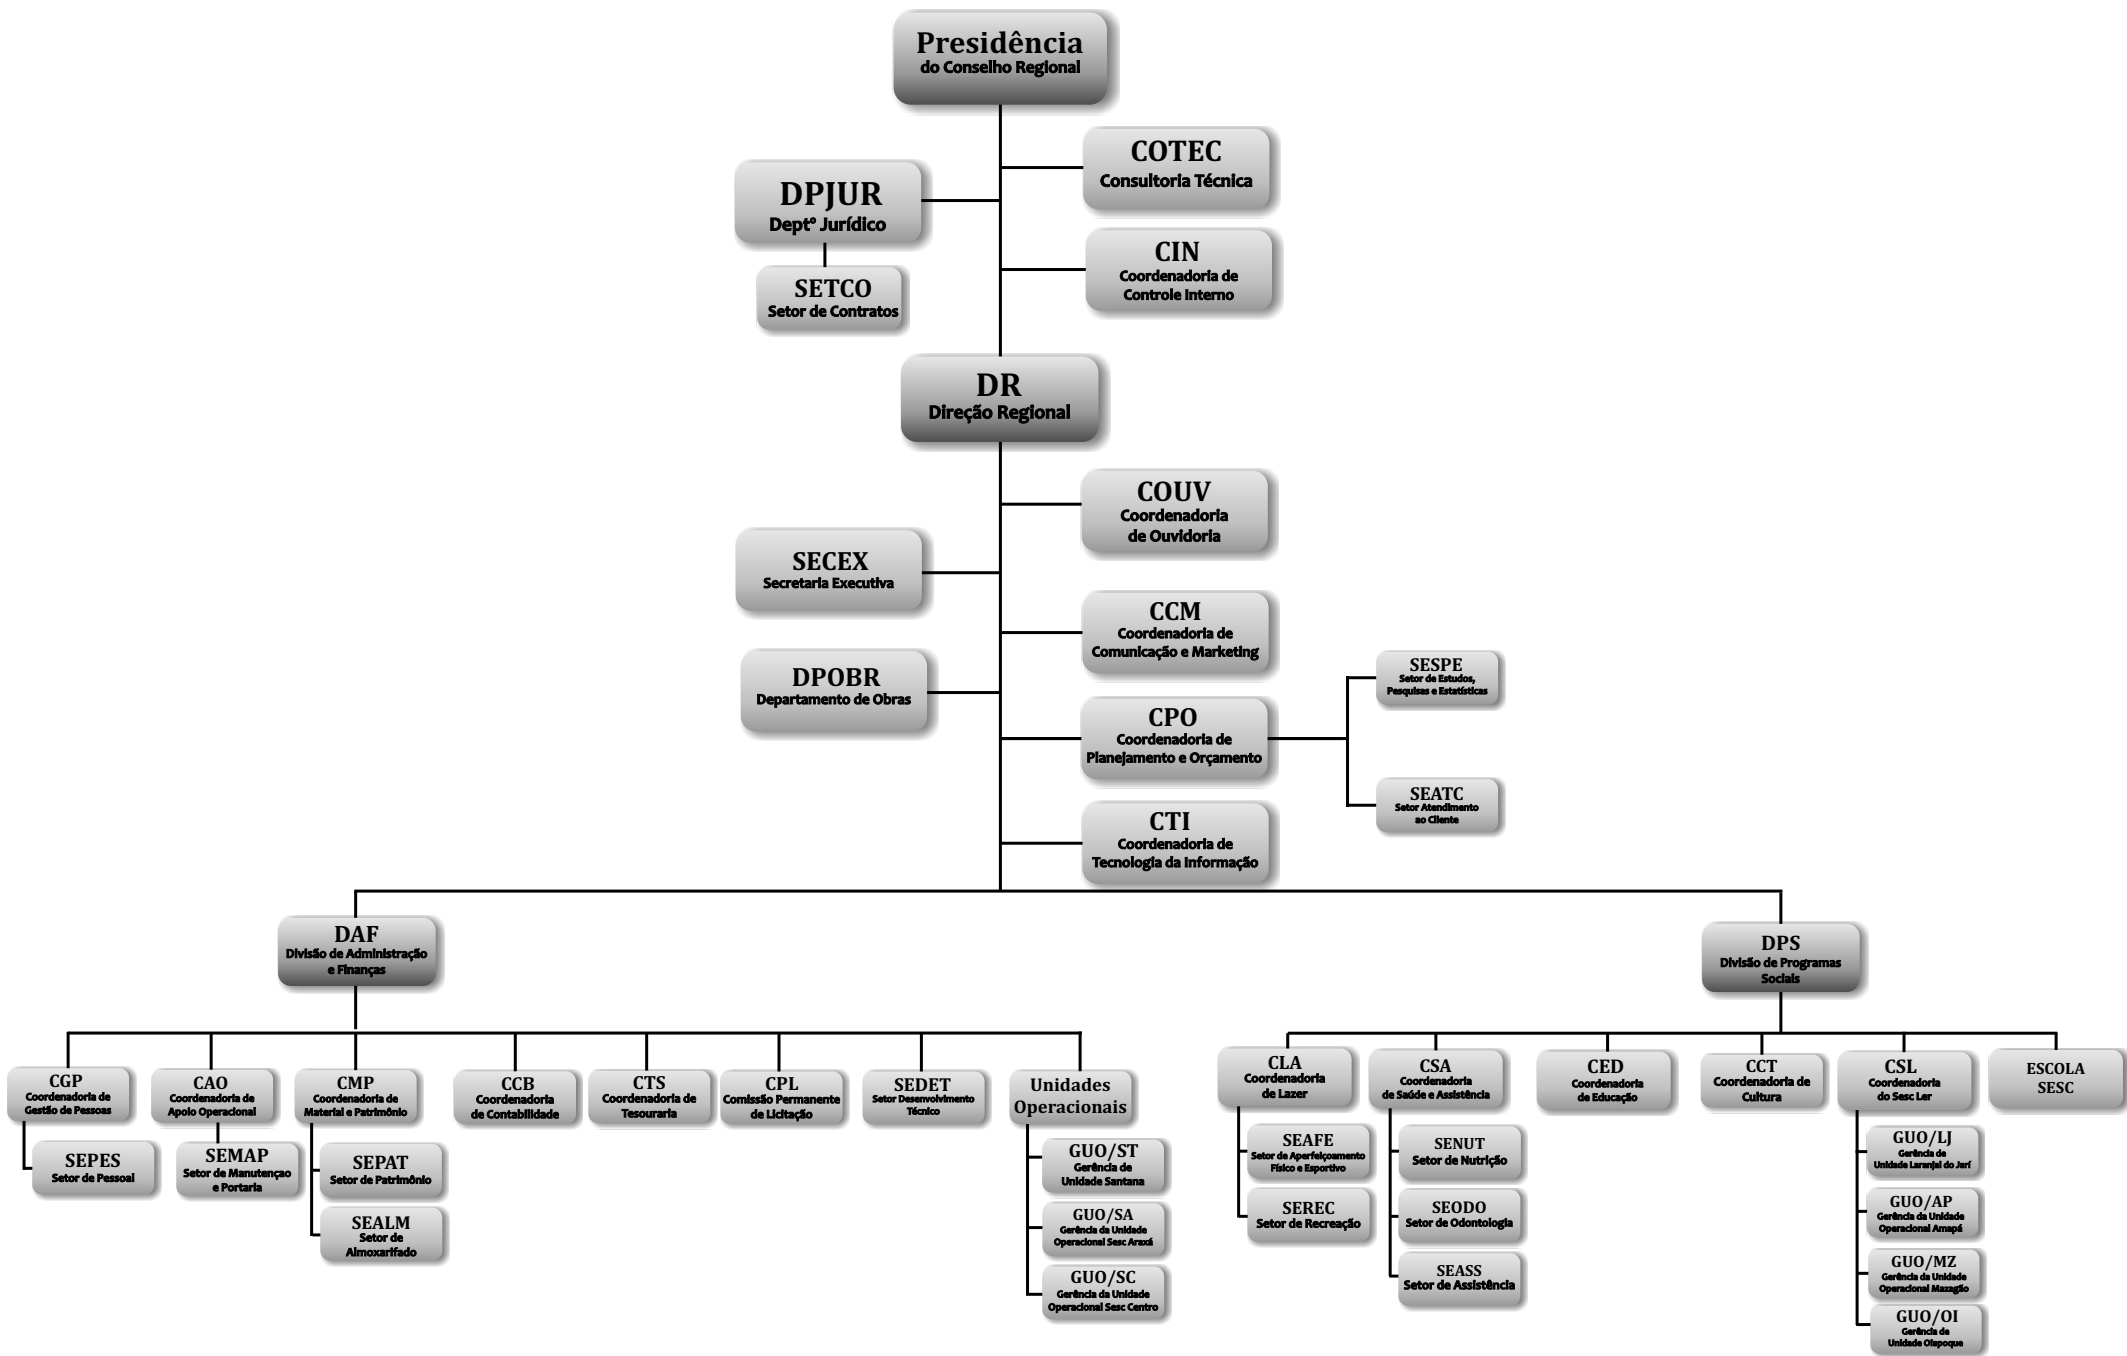 Presidência
do Conselho Regional
COTEC
Consultoria Técnica
DPJUR
Deptº Jurídico
CIN
Coordenadoria de
Controle Interno
SETCO
Setor de Contratos
DR
Direção Regional
COUV
Coordenadoria
de Ouvidoria
SECEX
Secretaria Executiva
CCM
Coordenadoria de
Comunicação e Marketing
DPOBR
Departamento de Obras
SESPE
Setor de Estudos,
Pesquisas e Estatísticas
CPO
Coordenadoria de
Planejamento e Orçamento
SEATC
Setor Atendimento
ao Cliente
CTI
Coordenadoria de
Tecnologia da Informação
DAF
Divisão de Administração
e Finanças
DPS
Divisão de Programas
Sociais
CGP
Coordenadoria de
Gestão de Pessoas
CAO
Coordenadoria de
Apoio Operacional
CMP
Coordenadoria de
Material e Patrimônio
CCB
Coordenadoria
de Contabilidade
CTS
Coordenadoria de
Tesouraria
CPL
Comissão Permanente
de Licitação
SEDET
Setor Desenvolvimento
Técnico
Unidades
Operacionais
CLA
Coordenadoria
de Lazer
CSA
Coordenadoria
de Saúde e Assistência
CED
Coordenadoria
de Educação
CCT
Coordenadoria de
Cultura
CSL
Coordenadoria
do Sesc Ler
ESCOLA
SESC
SEPES
Setor de Pessoal
SEMAP
Setor de Manutençao
e Portaria
SEPAT
Setor de Patrimônio
SEALM
Setor de
Almoxarifado
GUO/ST
Gerência de
Unidade Santana
GUO/SA
Gerência da Unidade
Operacional Sesc Araxá
GUO/SC
Gerência da Unidade
Operacional Sesc Centro
SEAFE
Setor de Aperfeiçoamento
Físico e Esportivo
SEREC
Setor de Recreação
SENUT
Setor de Nutrição
SEODO
Setor de Odontologia
SEASS
Setor de Assistência
GUO/LJ
Gerência de
Unidade Laranjal do Jarí
GUO/AP
Gerência da Unidade
Operacional Amapá
GUO/MZ
Gerência da Unidade
Operacional Mazagão
GUO/OI
Gerência de
Unidade Oiapoque